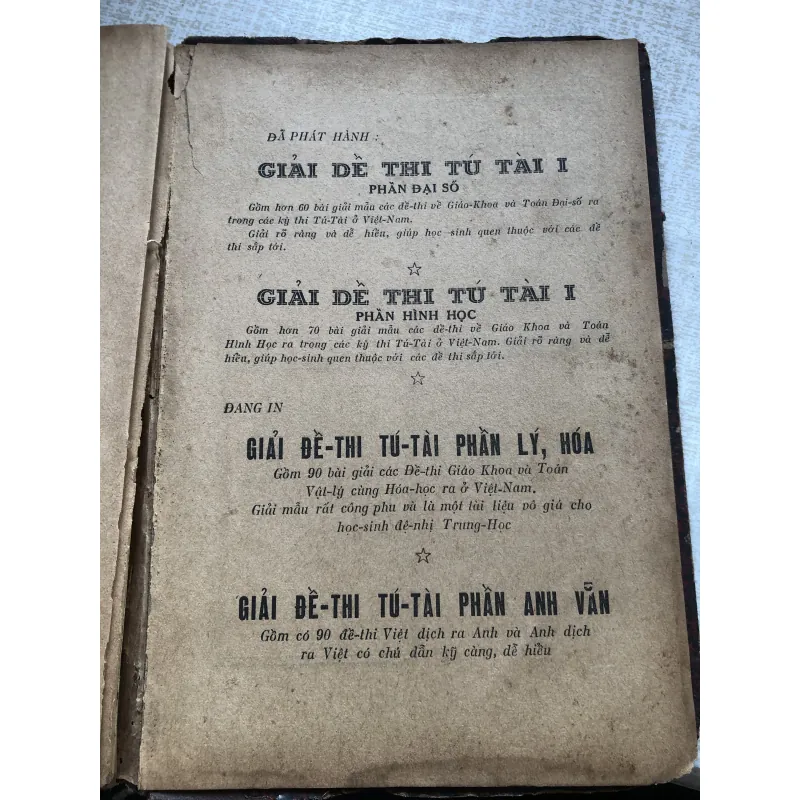 ĐÃ PHÁT HÀNH :
GIẢI ĐỀ THI TÚ TÀI I
PHẦN ĐẠI SỐ
Gồm hơn 60 bài giải mẫu các đề-thi về Giáo-Khoa và Toán Đại-số ra
trong các kỳ thi Tú-Tài ở Việt-Nam.
Giải rõ ràng và dễ hiểu, giúp học-sinh quen thuộc với các đề
thi sắp tới.
☆
GIẢI ĐỀ THI TÚ TÀI I
PHẦN HÌNH HỌC
Gồm hơn 70 bài giải mẫu các đề-thi về Giáo Khoa và Toán
Hình Học ra trong các kỳ thi Tú-Tài ở Việt-Nam. Giải rõ ràng và dễ
hiểu, giúp học-sinh quen thuộc với các đề thi sắp tới.
☆
ĐANG IN
GIẢI ĐỀ-THI TÚ-TÀI PHẦN LÝ, HÓA
Gồm 90 bài giải các Đề-thi Giáo Khoa và Toán
Vật-lý cùng Hóa-học ra ở Việt-Nam.
Giải mẫu rất công phu và là một tài liệu vô giá cho
học-sinh đệ-nhị Trung-Học
☆
GIẢI ĐỀ-THI TÚ-TÀI PHẦN ANH VĂN
Gồm có 90 đề-thi Việt dịch ra Anh và Anh dịch
ra Việt có chú dẫn kỹ càng, dễ hiểu